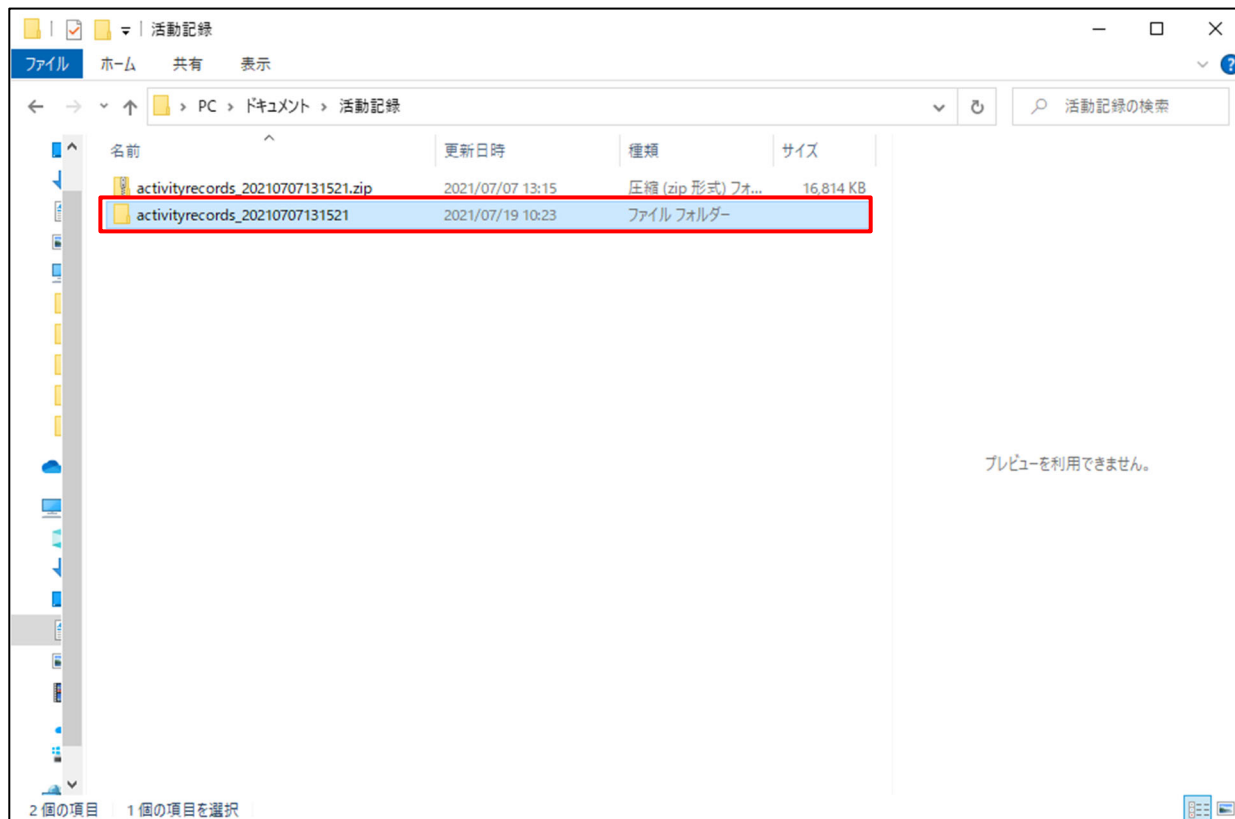 活動記録
ファイル ホーム 共有 表示
PC › ドキュメント › 活動記録 活動記録の検索
名前 更新日時 種類 サイズ
activityrecords_20210707131521.zip 2021/07/07 13:15 圧縮 (zip 形式) フォ... 16,814 KB
activityrecords_20210707131521 2021/07/19 10:23 ファイル フォルダー
プレビューを利用できません。
2 個の項目 1 個の項目を選択